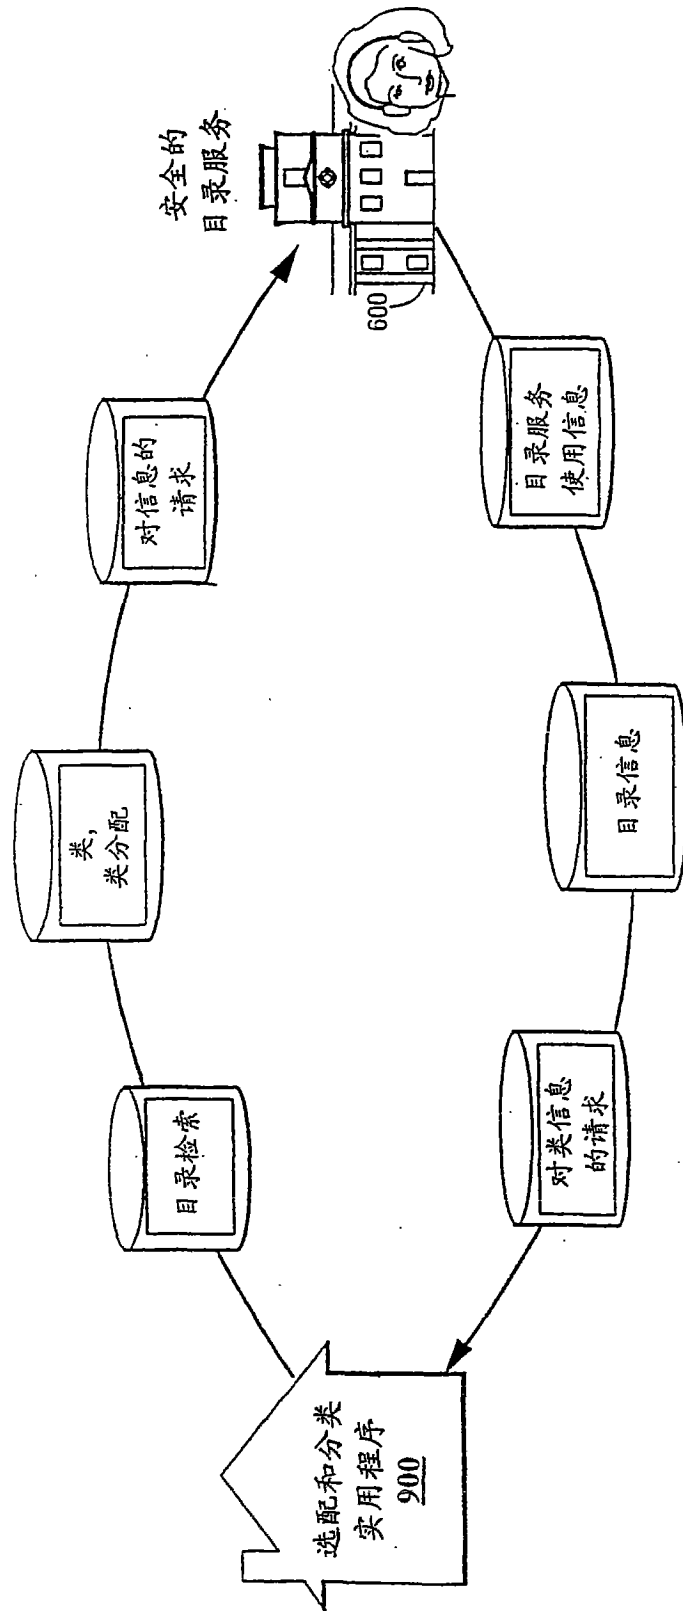 安全的
目录服务
600
对信息的
请求
类,
类分配
目录检索
选配和分类
实用程序
900
对类信息
的请求
目录信息
目录服务
使用信息